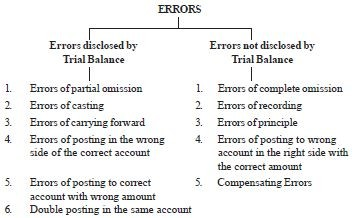 ERRORS
Errors disclosed by
Trial Balance
1. Errors of partial omission
2. Errors of casting
3. Errors of carrying forward
4. Errors of posting in the wrong
side of the correct account
5. Errors of posting to correct
account with wrong amount
6. Double posting in the same account
Errors not disclosed by
Trial Balance
1. Errors of complete omission
2. Errors of recording
3. Errors of principle
4. Errors of posting to wrong
account in the right side with
the correct amount
5. Compensating Errors